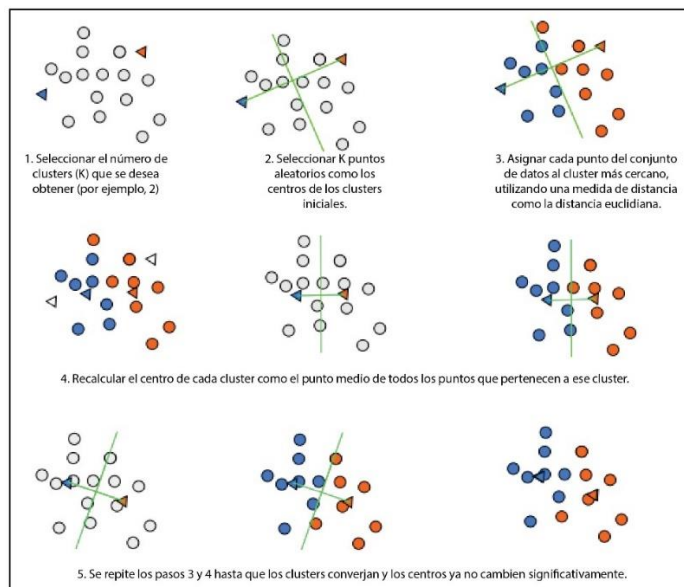 1. Seleccionar el número de
clusters (K) que se desea
obtener (por ejemplo, 2)
2. Seleccionar K puntos
aleatorios como los
centros de los clusters
iniciales.
3. Asignar cada punto del conjunto
de datos al cluster más cercano,
utilizando una medida de distancia
como la distancia euclidiana.
4. Recalcular el centro de cada cluster como el punto medio de todos los puntos que pertenecen a ese cluster.
5. Se repite los pasos 3 y 4 hasta que los clusters converjan y los centros ya no cambien significativamente.